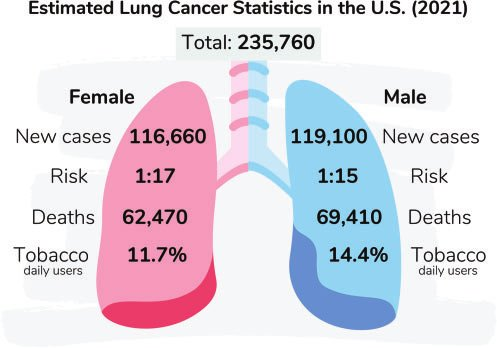 Estimated Lung Cancer Statistics in the U.S. (2021)
Total: 235,760
Female Male
New cases 116,660 119,100 New cases
Risk 1:17 1:15 Risk
Deaths 62,470 69,410 Deaths
Tobacco 11.7% 14.4% Tobacco
daily users daily users